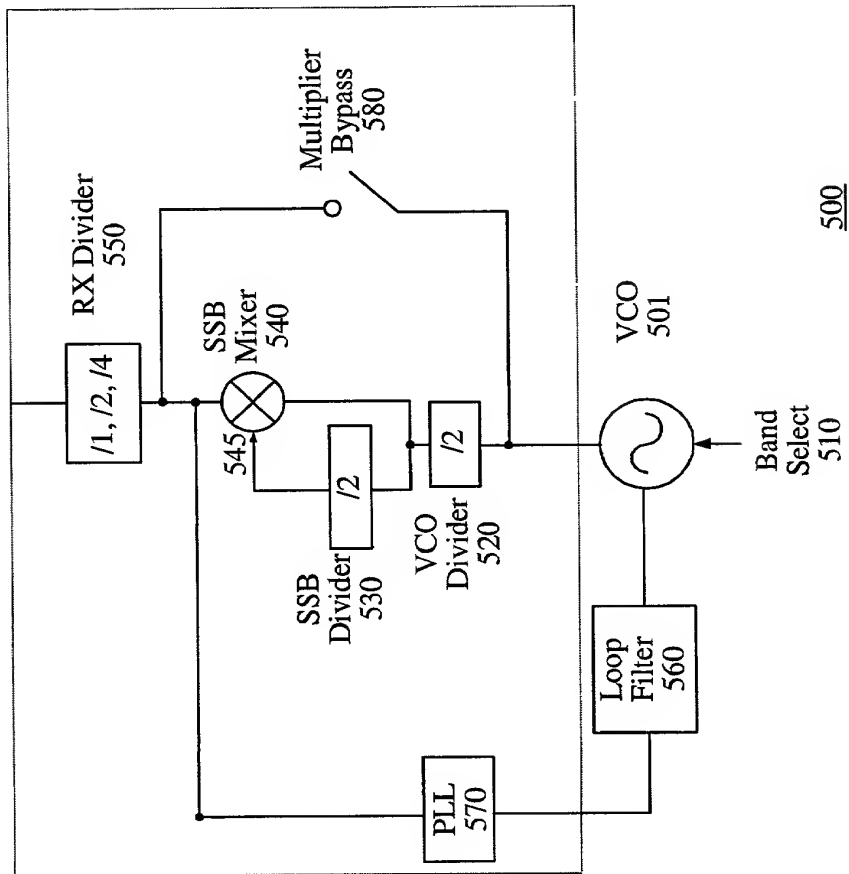 RX Divider
550
/1, /2, /4
SSB
Mixer
540
545
Multiplier
Bypass
580
/2
SSB
Divider
530
/2
VCO
Divider
520
PLL
570
Loop
Filter
560
VCO
501
Band
Select
510
500